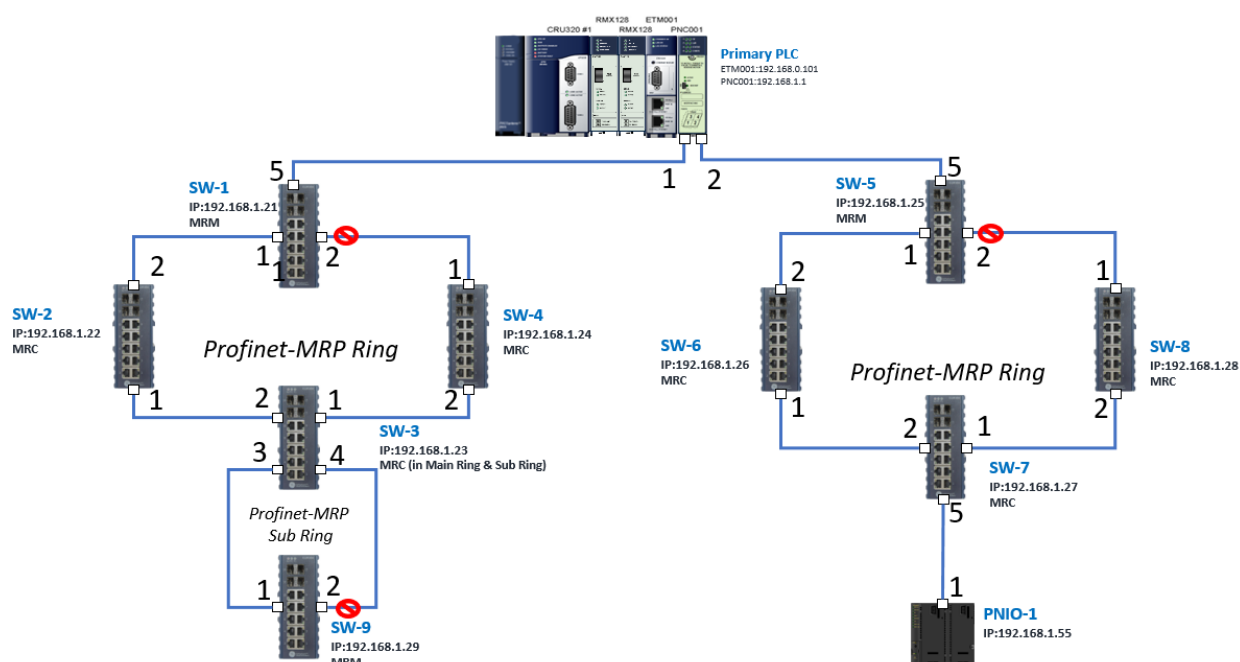 RMX128 ETM001
CRU320 #1 RMX128 PNC001
Primary PLC
ETM001:192.168.0.101
PNC001:192.168.1.1
1 2
5
SW-1
IP:192.168.1.21
MRM
1 2
1
5
SW-5
IP:192.168.1.25
MRM
1 2
2 1
SW-2
IP:192.168.1.22
MRC
SW-4
IP:192.168.1.24
MRC
Profinet-MRP Ring
1 2
2 1
SW-3
IP:192.168.1.23
MRC (in Main Ring & Sub Ring)
3 4
Profinet-MRP
Sub Ring
1 2
SW-9
IP:192.168.1.29
MRM
2 1
SW-6
IP:192.168.1.26
MRC
SW-8
IP:192.168.1.28
MRC
Profinet-MRP Ring
1 2
2 1
SW-7
IP:192.168.1.27
MRC
5
1
PNIO-1
IP:192.168.1.55